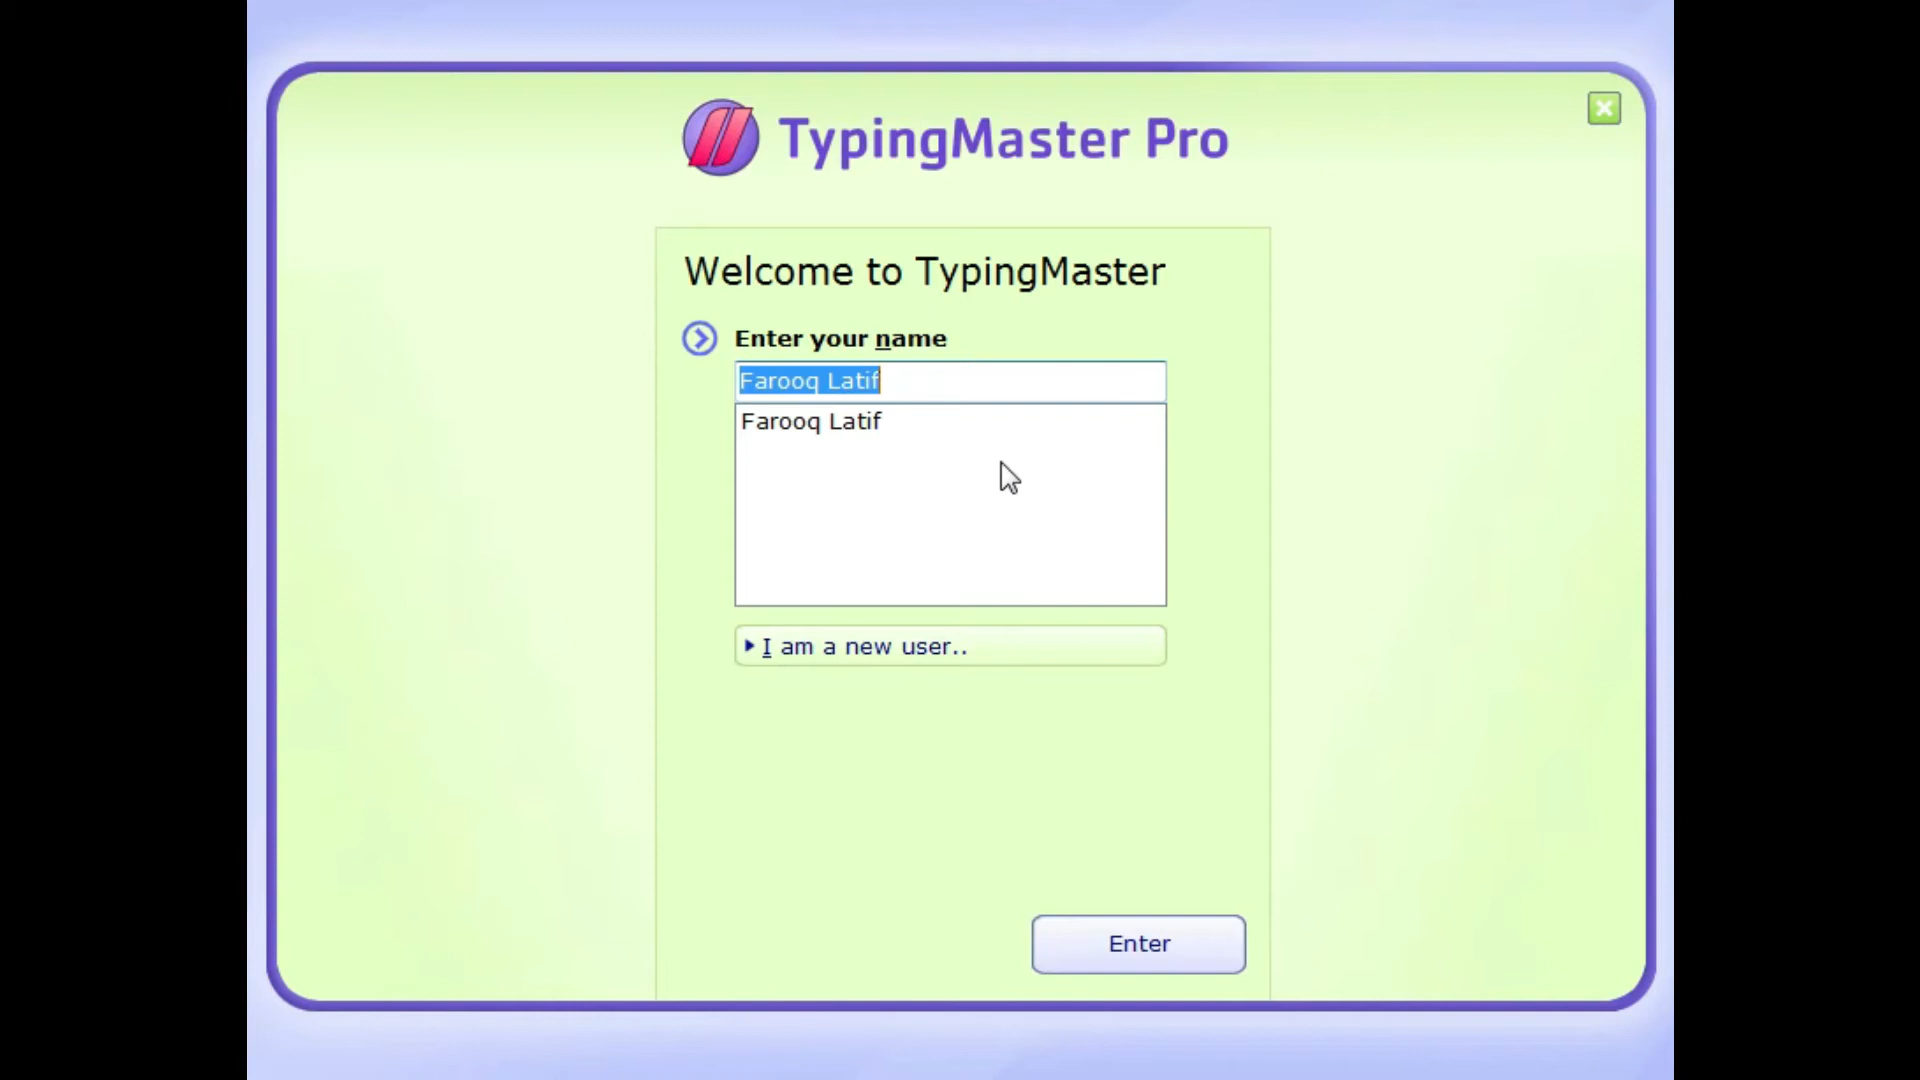 TypingMaster Pro
Welcome to TypingMaster
Enter your name
Farooq Latif
Farooq Latif
I am a new user..
Enter